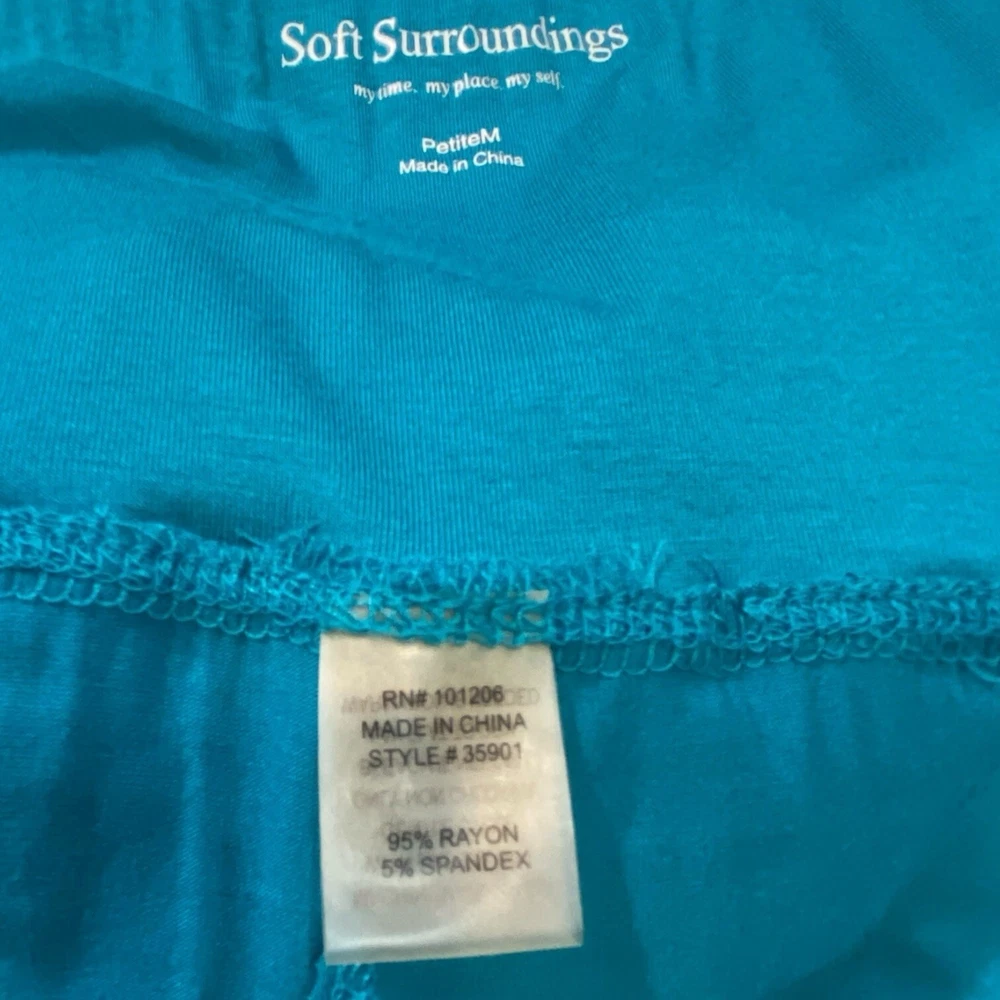 Soft Surroundings
my time. my place. my self.
PetiteM
Made in China
RN# 101206
MADE IN CHINA
STYLE # 35901
95% RAYON
5% SPANDEX